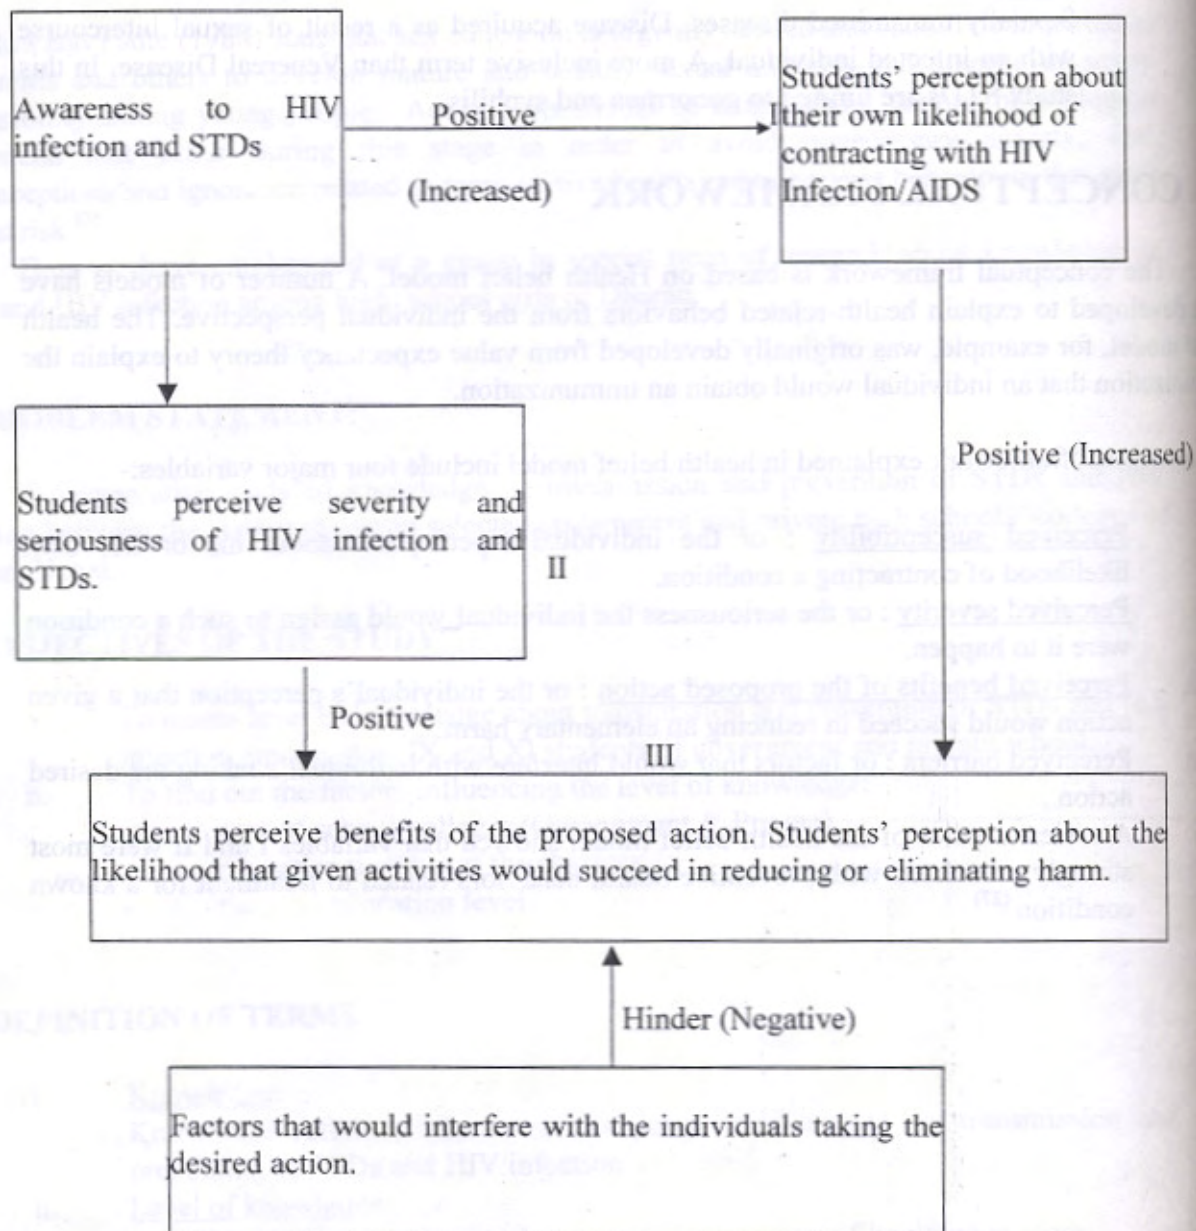 Awareness to HIV
infection and STDs
Positive
(Increased)
Students' perception about
their own likelihood of
contracting with HIV
Infection/AIDS
Positive (Increased)
Students perceive severity and
seriousness of HIV infection and
STDs.
II
Positive
III
Students perceive benefits of the proposed action. Students' perception about the
likelihood that given activities would succeed in reducing or eliminating harm.
Hinder (Negative)
Factors that would interfere with the individuals taking the
desired action.